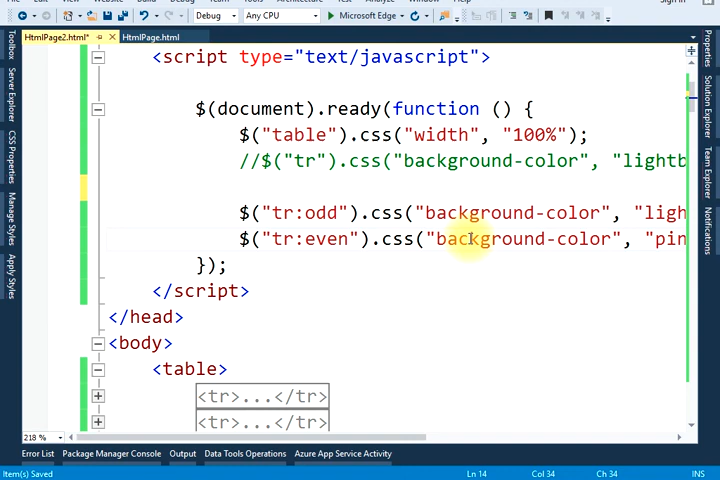 Debug Any CPU Microsoft Edge
HtmlPage2.html* HtmlPage.html
Toolbox
Server Explorer
CSS Properties
Manage Styles
Apply Styles
<script type="text/javascript">
$(document).ready(function () {
$("table").css("width", "100%");
//$("tr").css("background-color", "lightb
$("tr:odd").css("background-color", "ligh
$("tr:even").css("background-color", "pin
});
</script>
</head>
<body>
<table>
<tr>...</tr>
<tr>...</tr>
Properties
Solution Explorer
Team Explorer
Notifications
218 %
Error List Package Manager Console Output Data Tools Operations Azure App Service Activity
Item(s) Saved Ln 14 Col 34 Ch 34 INS